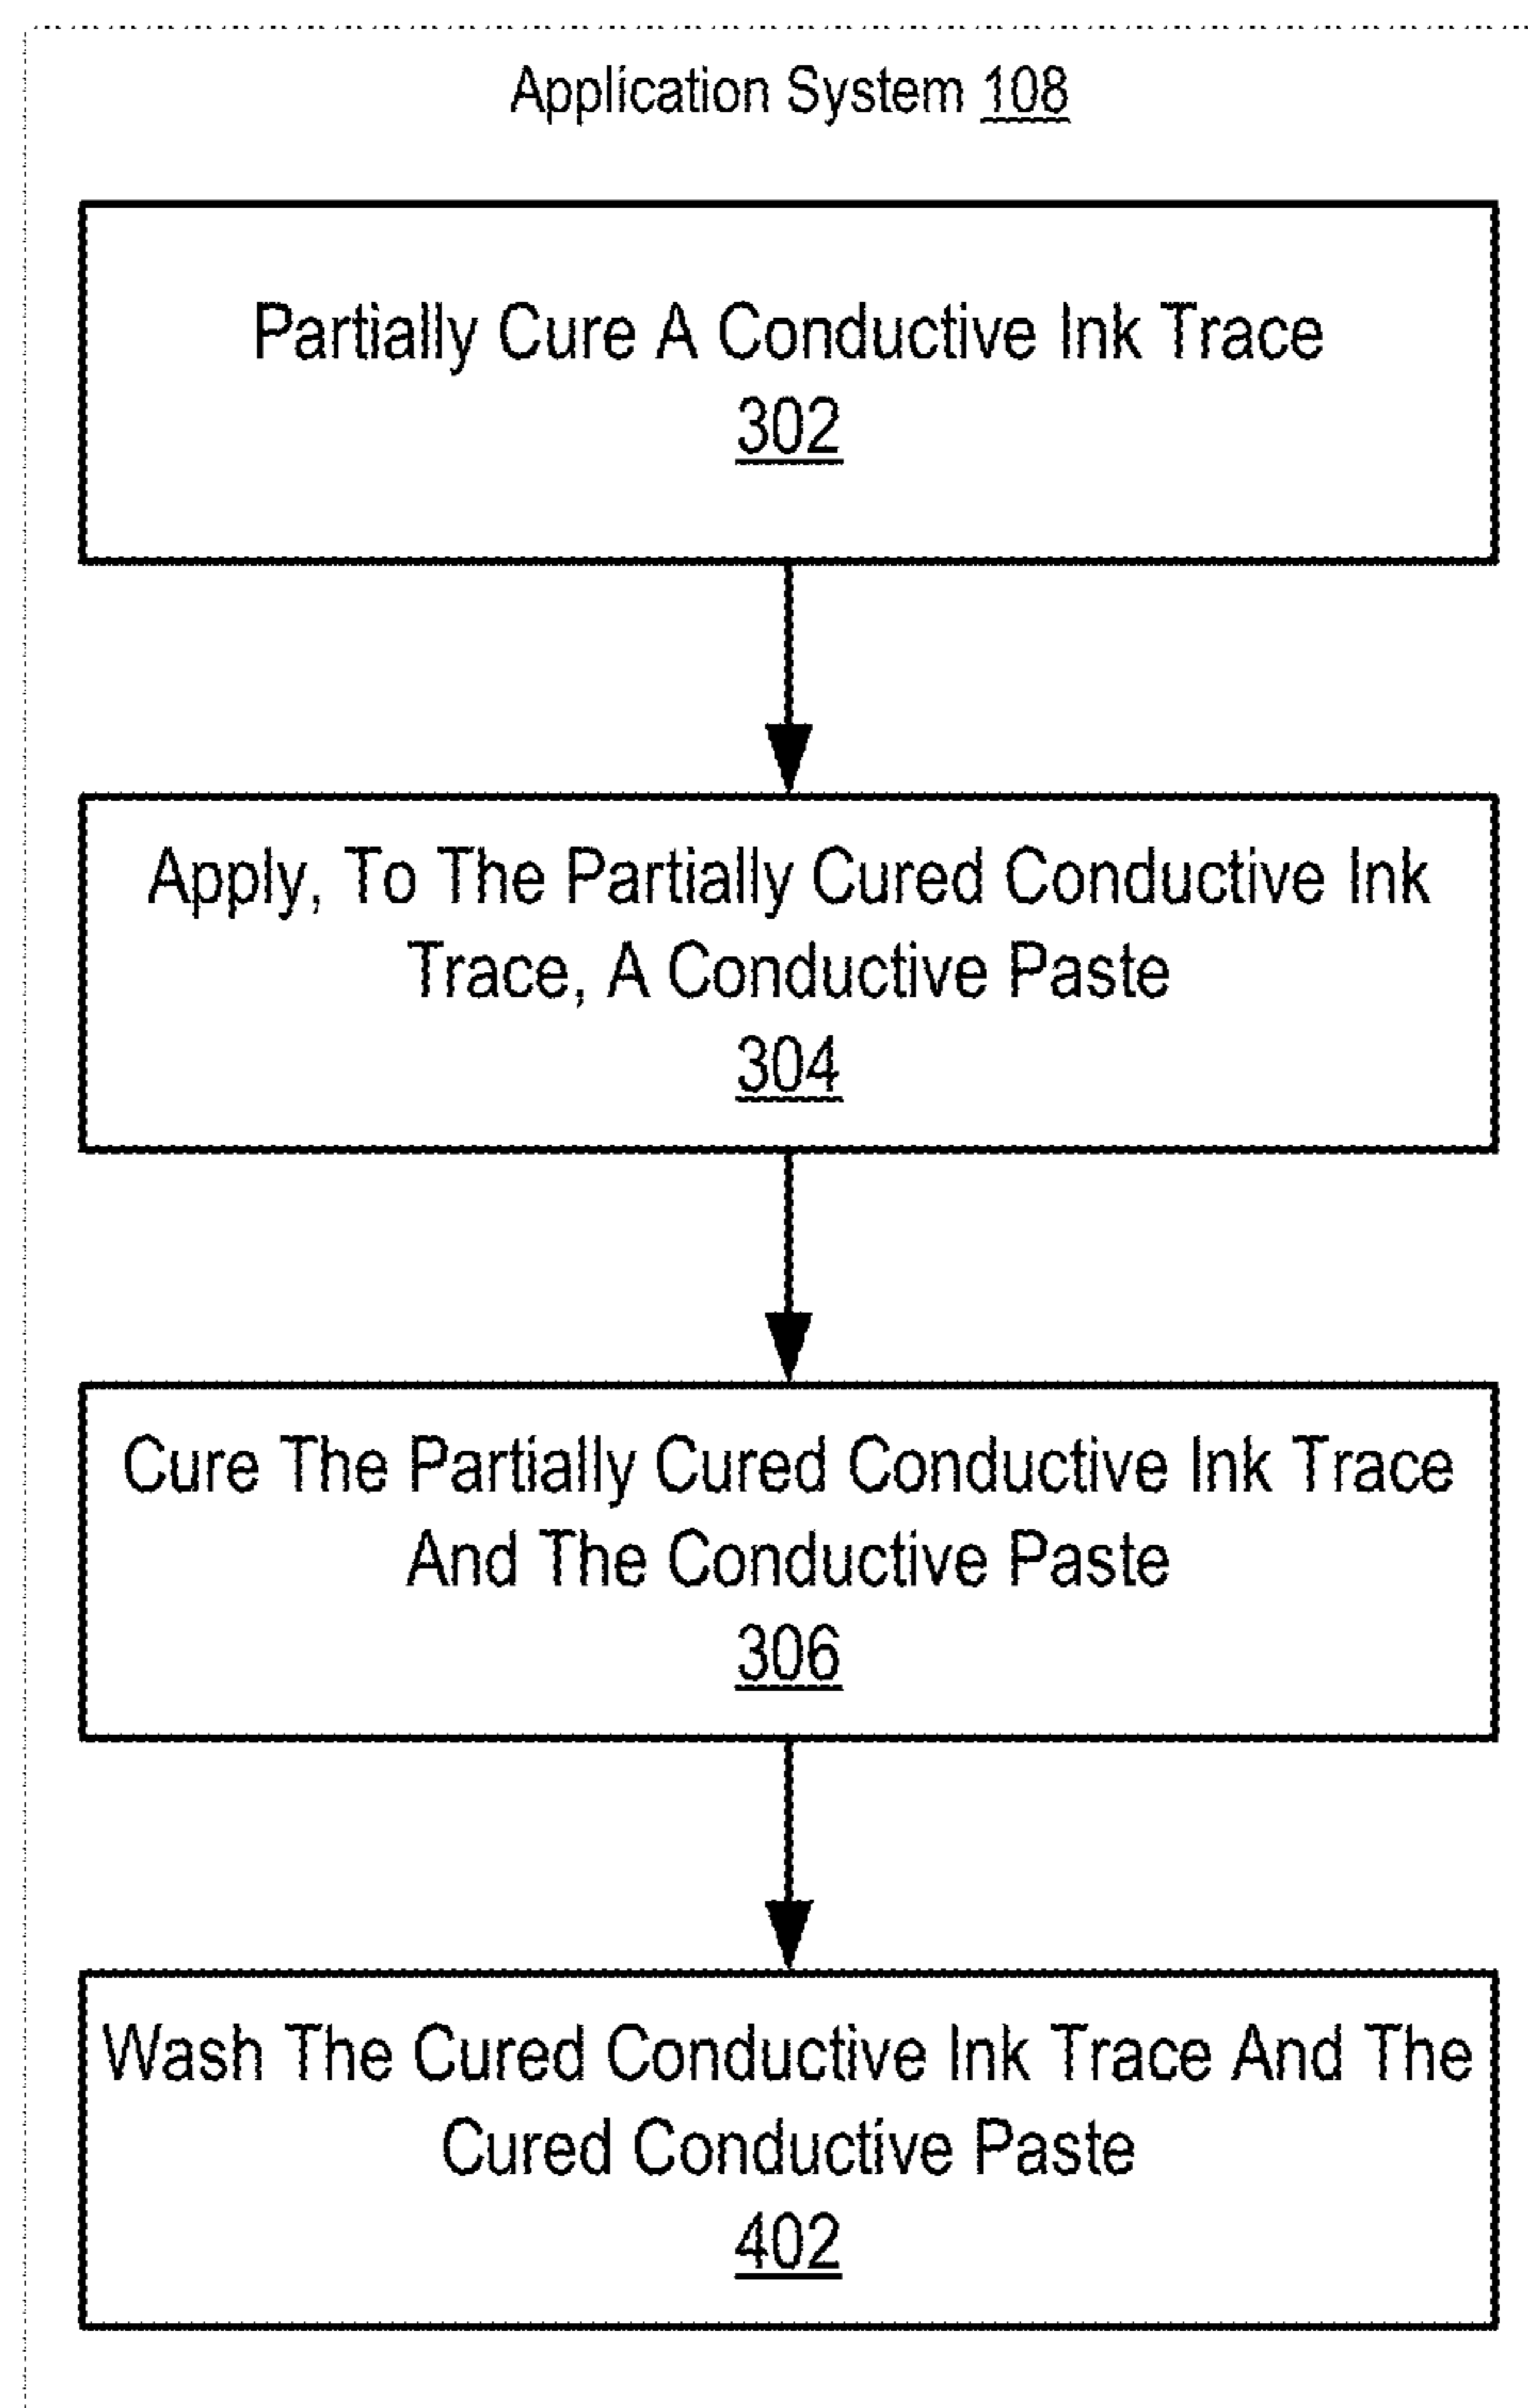 Application System 108
Partially Cure A Conductive Ink Trace
302
Apply, To The Partially Cured Conductive Ink
Trace, A Conductive Paste
304
Cure The Partially Cured Conductive Ink Trace
And The Conductive Paste
306
Wash The Cured Conductive Ink Trace And The
Cured Conductive Paste
402